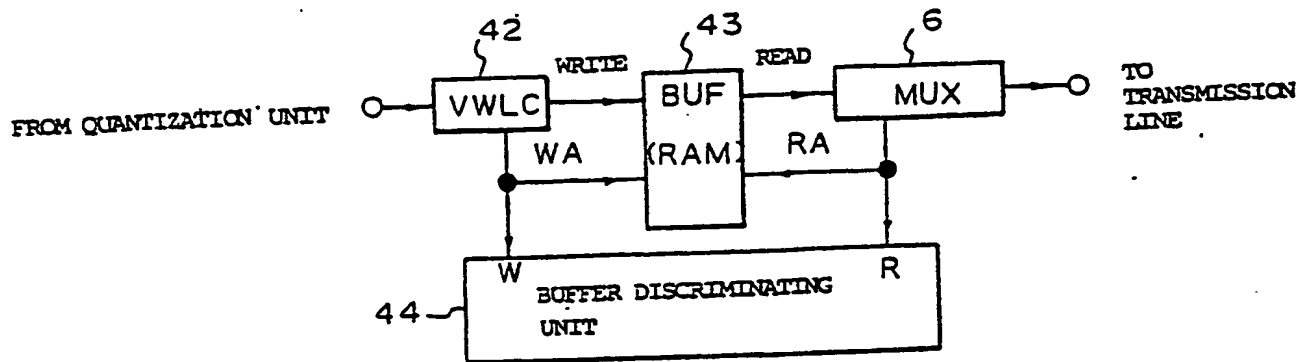 42
43
6
WRITE
READ
FROM QUANTIZATION UNIT
VWLC
BUF
(RAM)
MUX
TO
TRANSMISSION
LINE
WA
RA
W
R
BUFFER DISCRIMINATING
UNIT
44